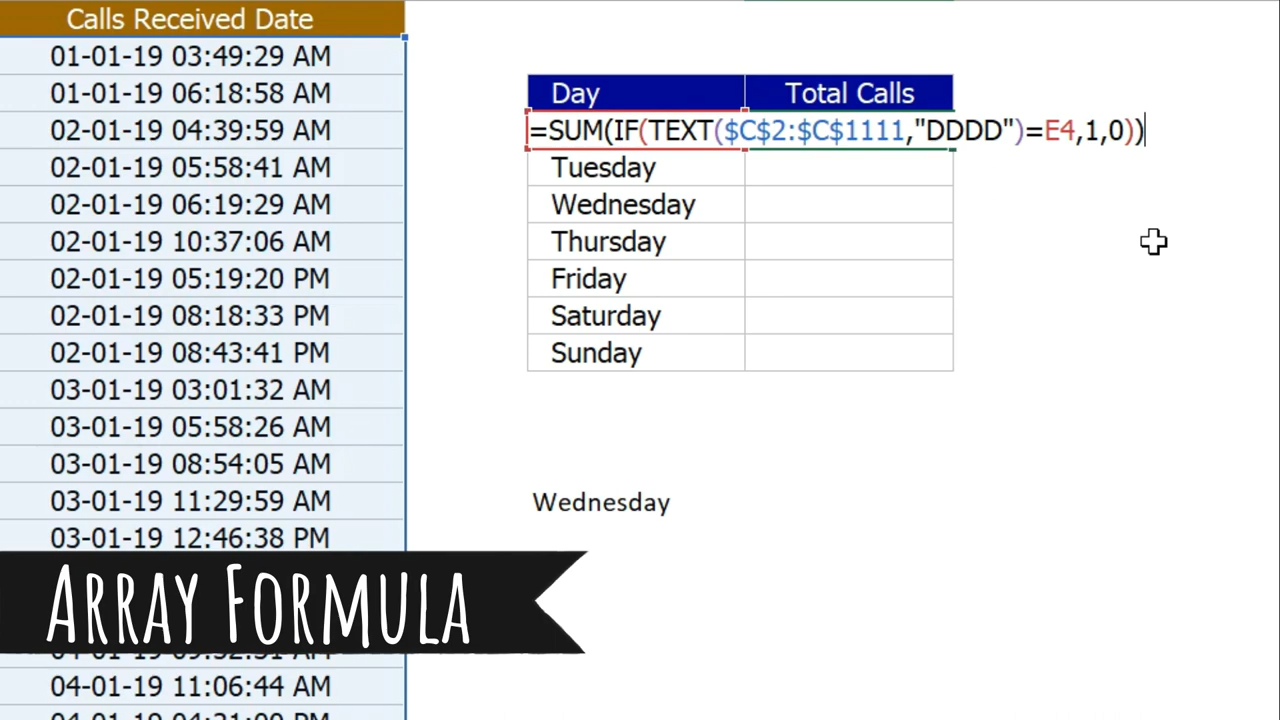 Calls Received Date
01-01-19 03:49:29 AM
01-01-19 06:18:58 AM
02-01-19 04:39:59 AM
02-01-19 05:58:41 AM
02-01-19 06:19:29 AM
02-01-19 10:37:06 AM
02-01-19 05:19:20 PM
02-01-19 08:18:33 PM
02-01-19 08:43:41 PM
03-01-19 03:01:32 AM
03-01-19 05:58:26 AM
03-01-19 08:54:05 AM
03-01-19 11:29:59 AM
03-01-19 12:46:38 PM
04-01-19 11:06:44 AM
Day Total Calls
=SUM(IF(TEXT($C$2:$C$1111,"DDDD")=E4,1,0))
Tuesday
Wednesday
Thursday
Friday
Saturday
Sunday
Wednesday
ARRAY FORMULA